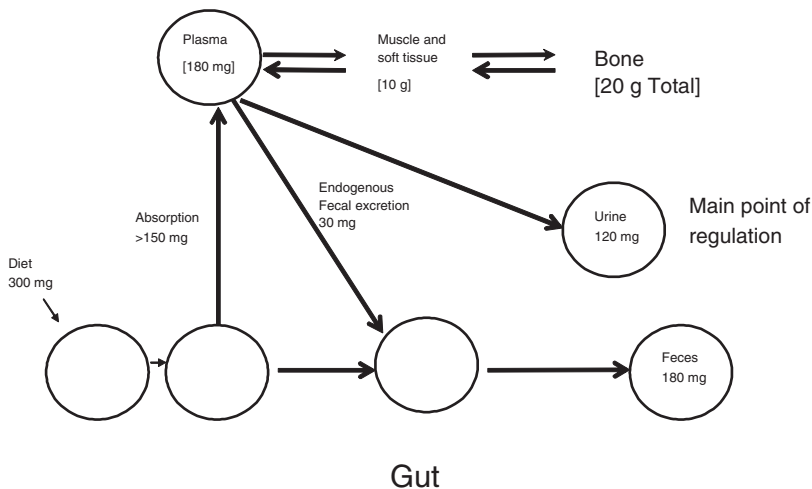 Plasma
[180 mg]
Muscle and
soft tissue
[10 g]
Bone
[20 g Total]
Absorption
>150 mg
Endogenous
Fecal excretion
30 mg
Urine
120 mg
Main point of
regulation
Diet
300 mg
Feces
180 mg
Gut